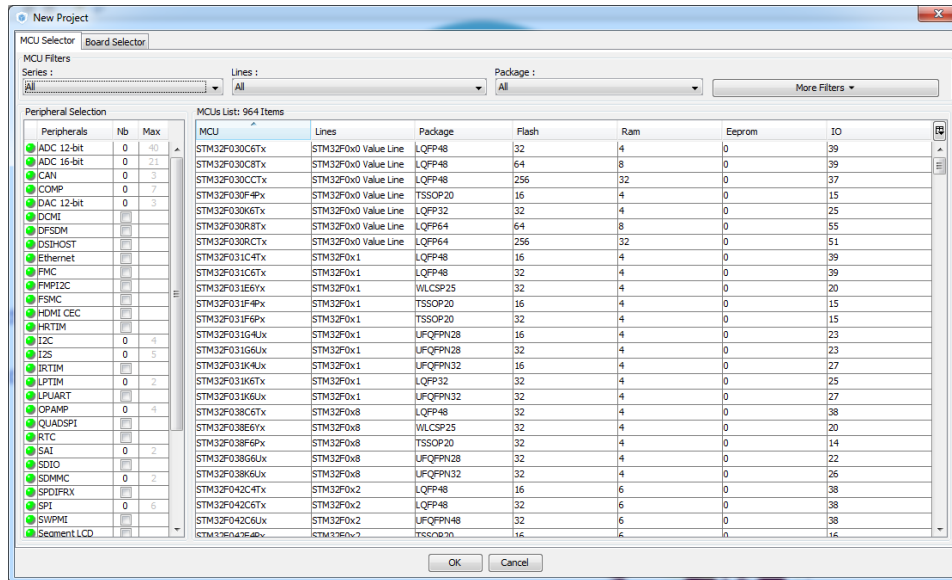 New Project
MCU Selector Board Selector
MCU Filters
Series : Lines : Package :
All All All More Filters
Peripheral Selection MCUs List: 964 Items
Peripherals Nb Max MCU Lines Package Flash Ram Eeprom IO
ADC 12-bit 0 40 STM32F030C6Tx STM32F0x0 Value Line LQFP48 32 4 0 39
ADC 16-bit 0 21 STM32F030C8Tx STM32F0x0 Value Line LQFP48 64 8 0 39
CAN 0 3 STM32F030CCTx STM32F0x0 Value Line LQFP48 256 32 0 37
COMP 0 7 STM32F030F4Px STM32F0x0 Value Line TSSOP20 16 4 0 15
DAC 12-bit 0 3 STM32F030K6Tx STM32F0x0 Value Line LQFP32 32 4 0 25
DCMI STM32F030R8Tx STM32F0x0 Value Line LQFP64 64 8 0 55
DFSDM STM32F030RCTx STM32F0x0 Value Line LQFP64 256 32 0 51
DSIHOST STM32F031C4Tx STM32F0x1 LQFP48 16 4 0 39
Ethernet STM32F031C6Tx STM32F0x1 LQFP48 32 4 0 39
FMC STM32F031E6Yx STM32F0x1 WLCSP25 32 4 0 20
FMPI2C STM32F031F4Px STM32F0x1 TSSOP20 16 4 0 15
FSMC STM32F031F6Px STM32F0x1 TSSOP20 32 4 0 15
HDMI CEC STM32F031G4Ux STM32F0x1 UFQFPN28 16 4 0 23
HRTIM STM32F031G6Ux STM32F0x1 UFQFPN28 32 4 0 23
I2C 0 4 STM32F031K4Ux STM32F0x1 UFQFPN32 16 4 0 27
I2S 0 5 STM32F031K6Tx STM32F0x1 LQFP32 32 4 0 25
IRTIM STM32F031K6Ux STM32F0x1 UFQFPN32 32 4 0 27
LPTIM 0 2 STM32F038C6Tx STM32F0x8 LQFP48 32 4 0 38
LPUART STM32F038E6Yx STM32F0x8 WLCSP25 32 4 0 20
OPAMP 0 4 STM32F038F6Px STM32F0x8 TSSOP20 32 4 0 14
QUADSPI STM32F038G6Ux STM32F0x8 UFQFPN28 32 4 0 22
RTC STM32F038K6Ux STM32F0x8 UFQFPN32 32 4 0 26
SAI 0 2 STM32F042C4Tx STM32F0x2 LQFP48 16 6 0 38
SDIO STM32F042C6Tx STM32F0x2 LQFP48 32 6 0 38
SDMMC 0 2 STM32F042C6Ux STM32F0x2 UFQFPN48 32 6 0 38
SPDIFRX STM32F042F4Px STM32F0x2 TSSOP20 16 6 0 16
SPI 0 6
SWPMI
Segment LCD
OK Cancel